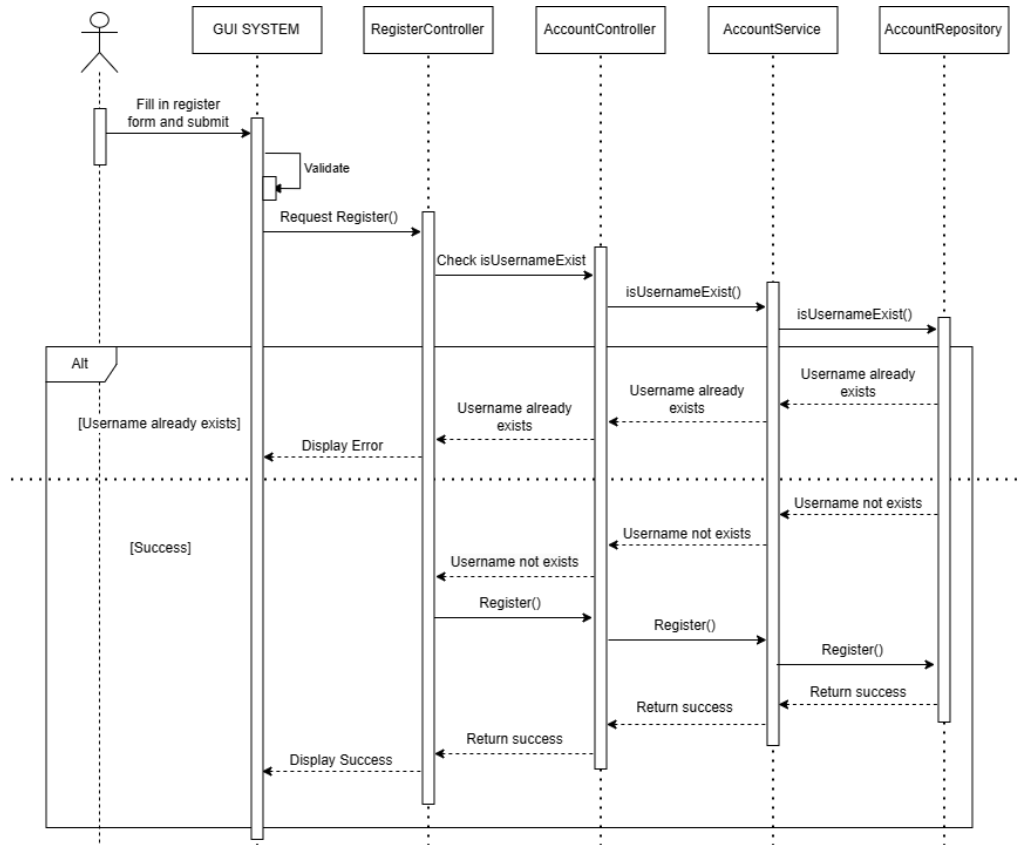 GUI SYSTEM
RegisterController
AccountController
AccountService
AccountRepository
Fill in register
form and submit
Validate
Request Register()
Check isUsernameExist
isUsernameExist()
isUsernameExist()
Alt
[Username already exists]
Username already
exists
Username already
exists
Username already
exists
Display Error
[Success]
Username not exists
Username not exists
Username not exists
Register()
Register()
Register()
Return success
Return success
Return success
Display Success